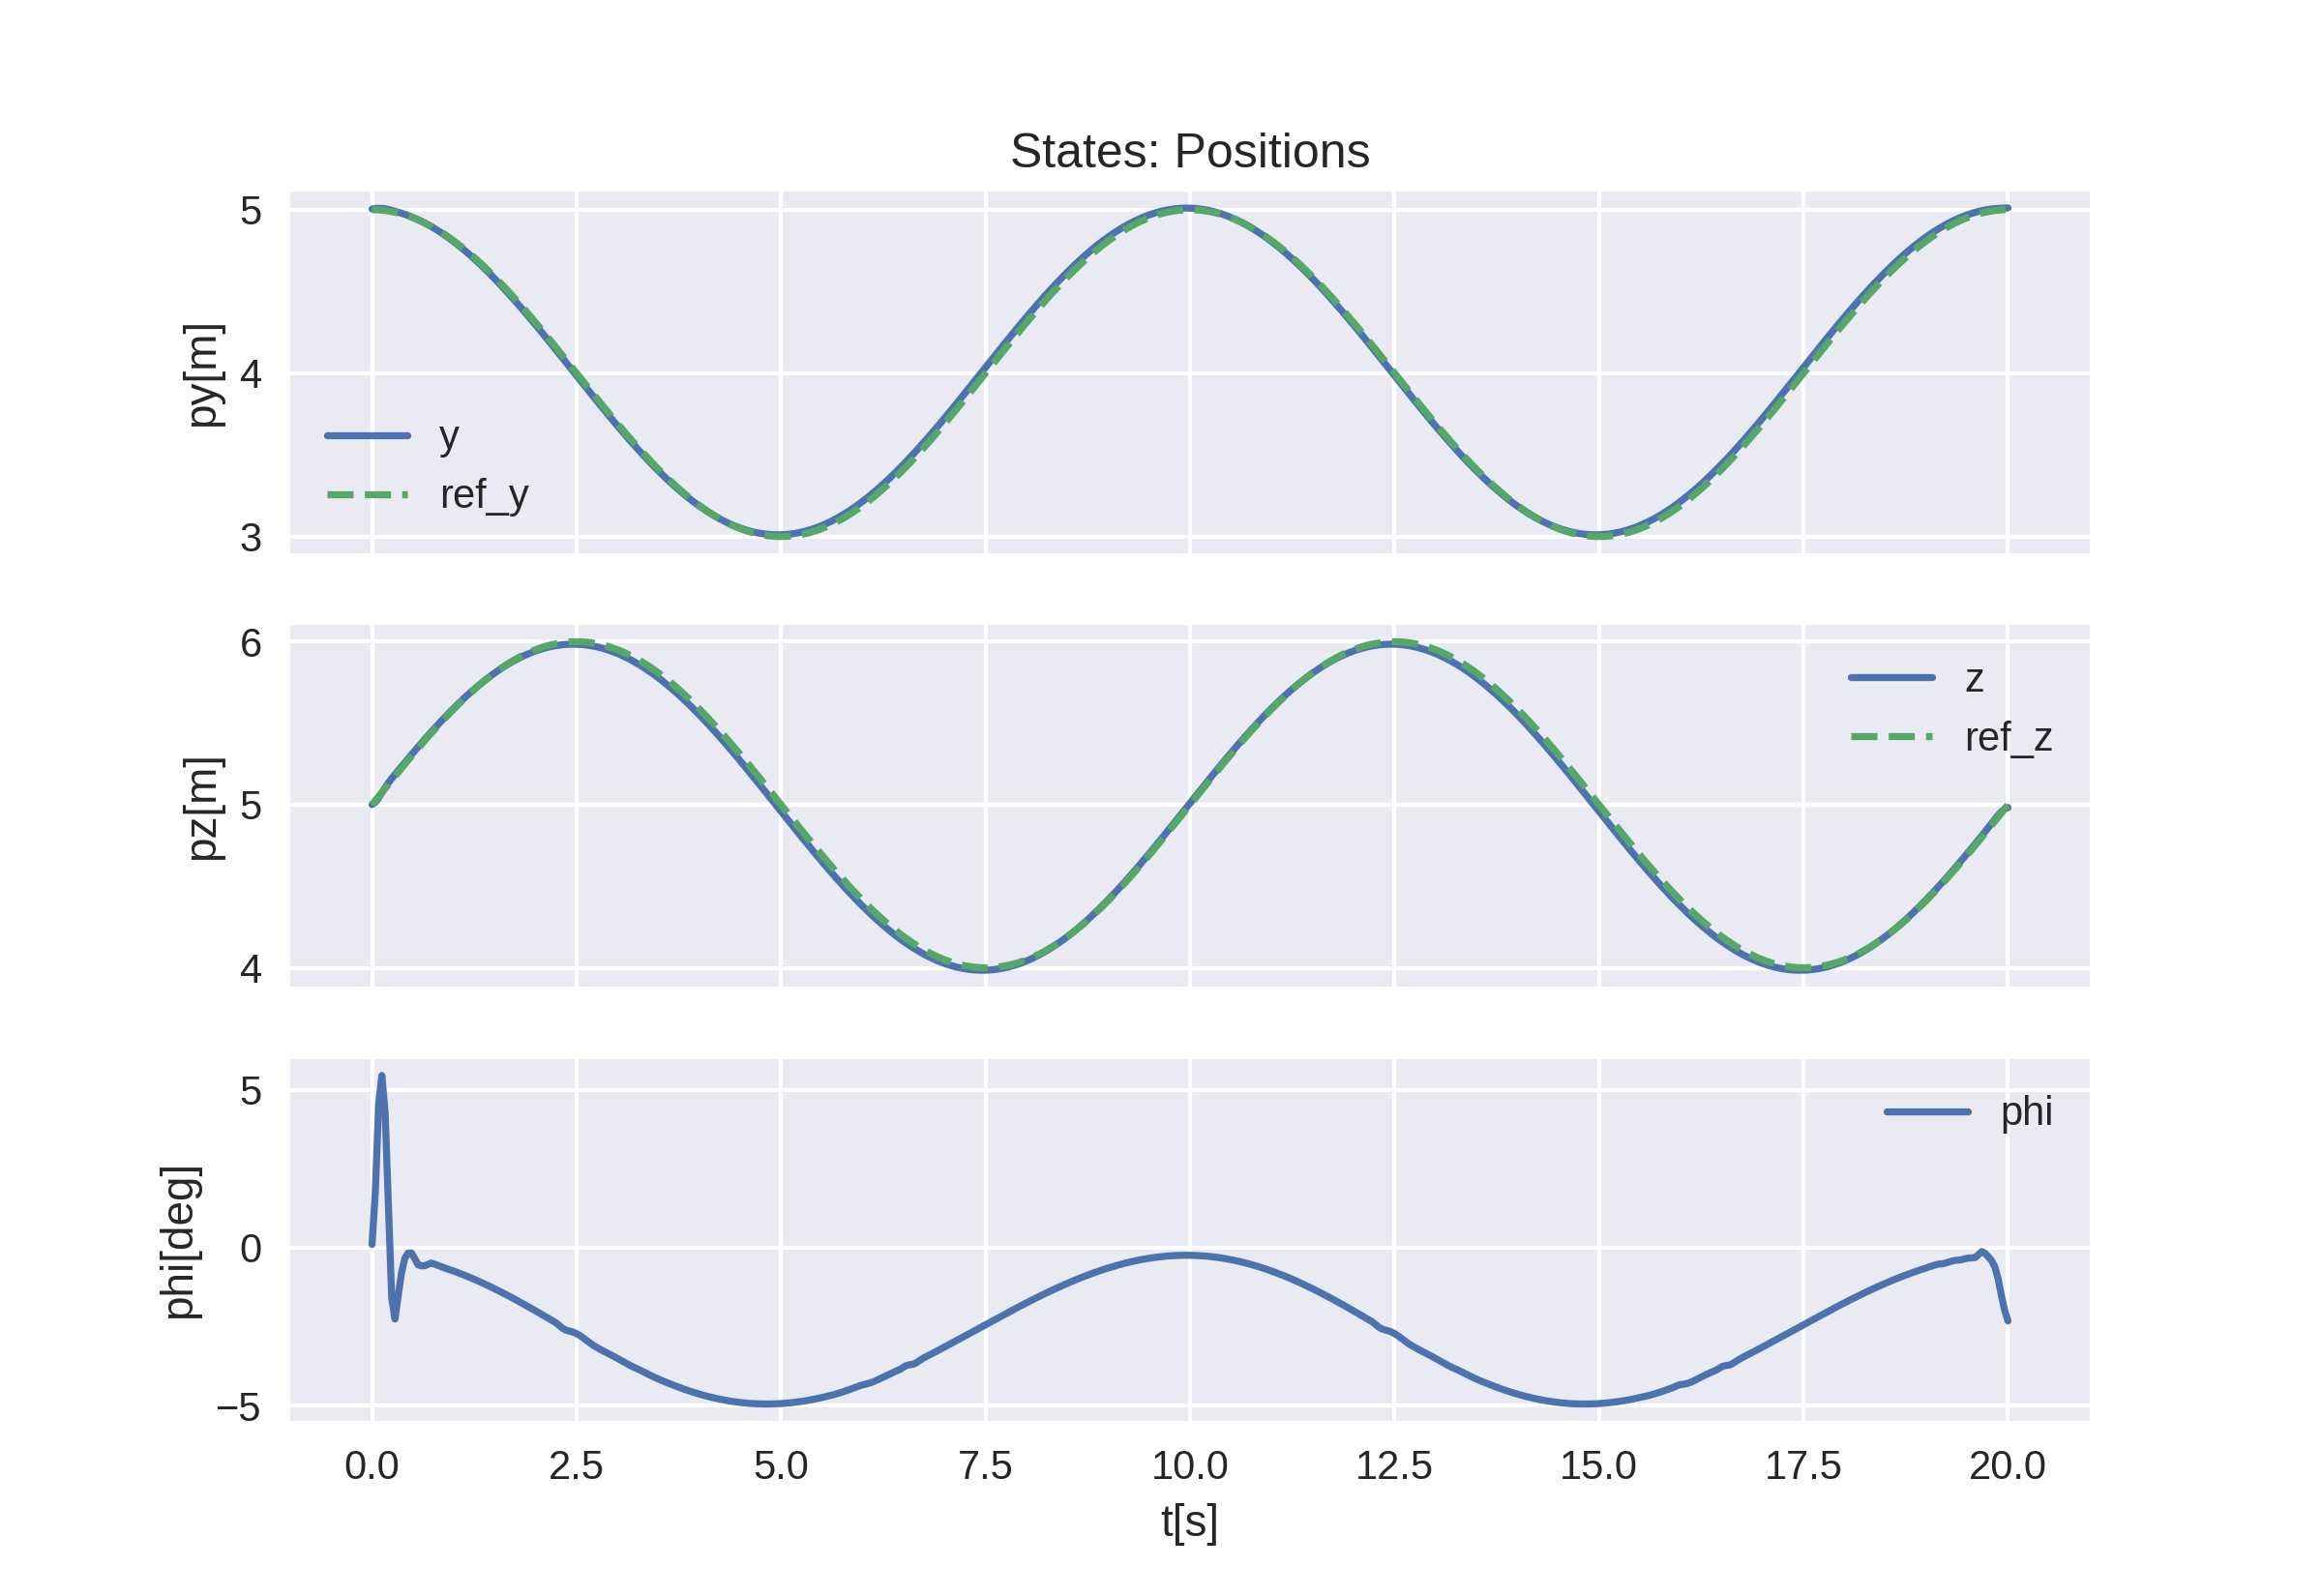 States: Positions
5
4
3
py[m]
y
ref_y
6
5
4
pz[m]
z
ref_z
5
0
−5
phi[deg]
phi
0.0 2.5 5.0 7.5 10.0 12.5 15.0 17.5 20.0
t[s]